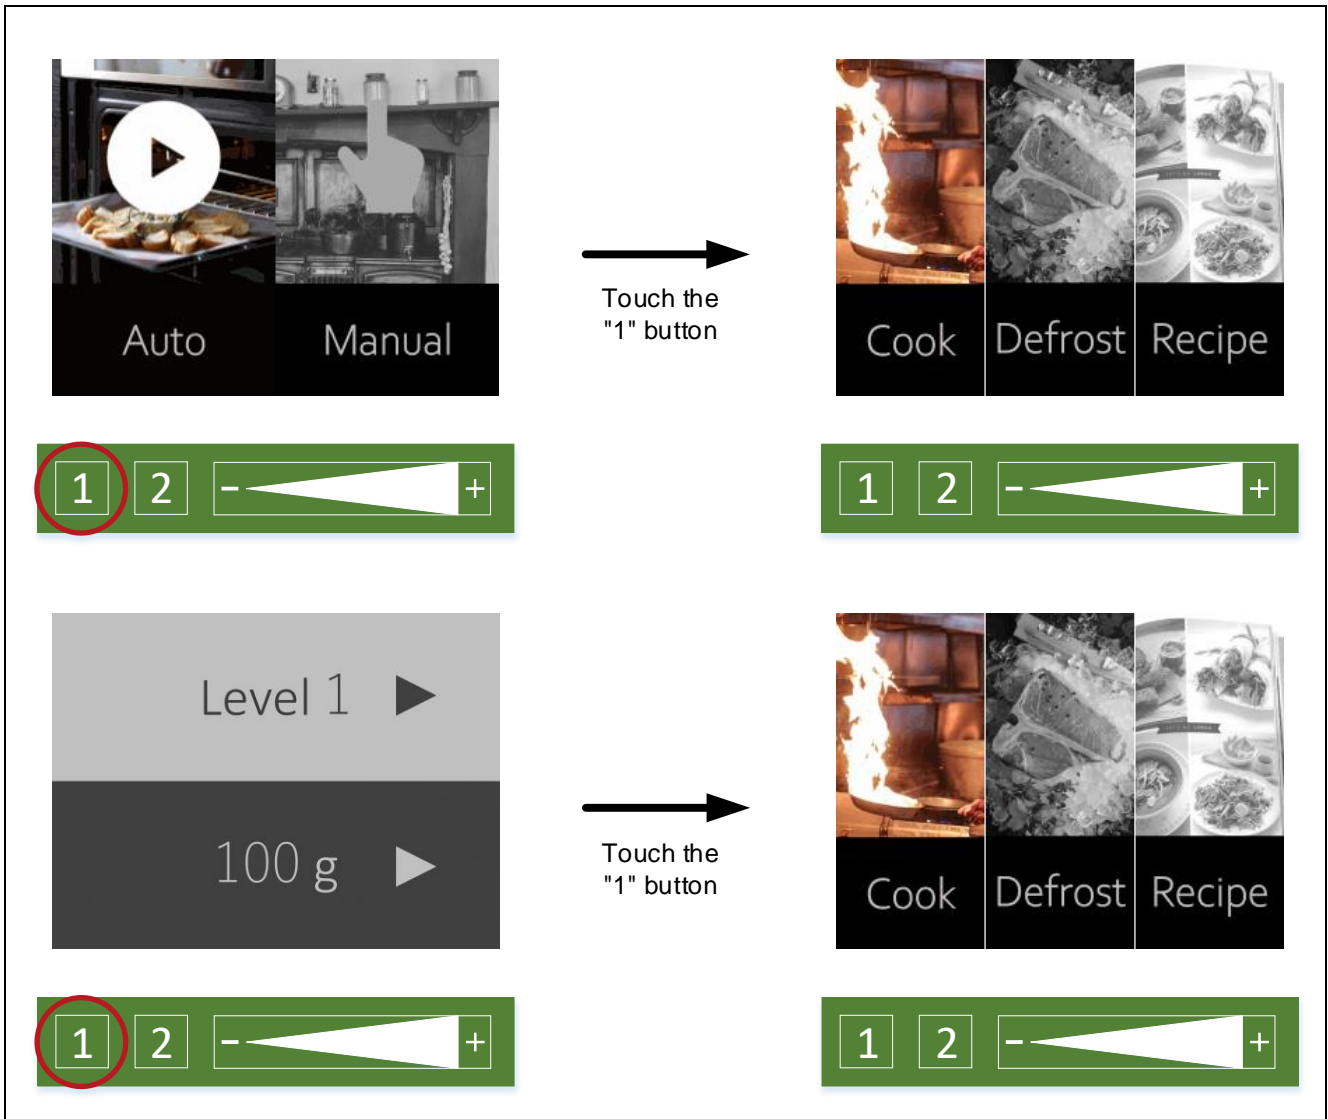 Auto Manual
Touch the
"1" button
Cook Defrost Recipe
1 2 - +
1 2 - +
Level 1
100 g
Touch the
"1" button
Cook Defrost Recipe
1 2 - +
1 2 - +